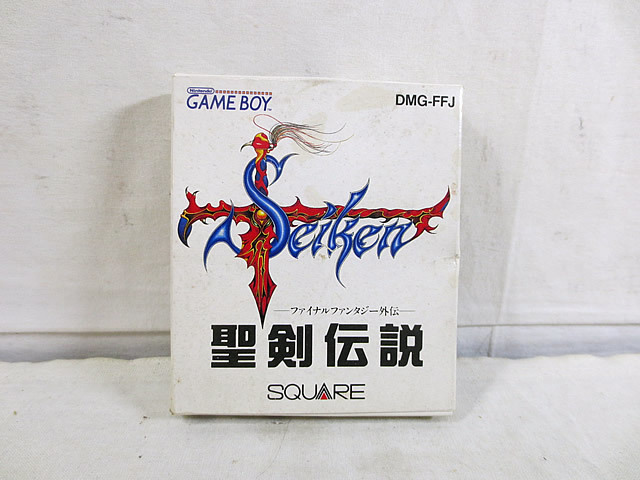 Nintendo
GAME BOY
DMG-FFJ
Seiken
ファイナルファンタジー外伝
聖剣伝説
SQUARE